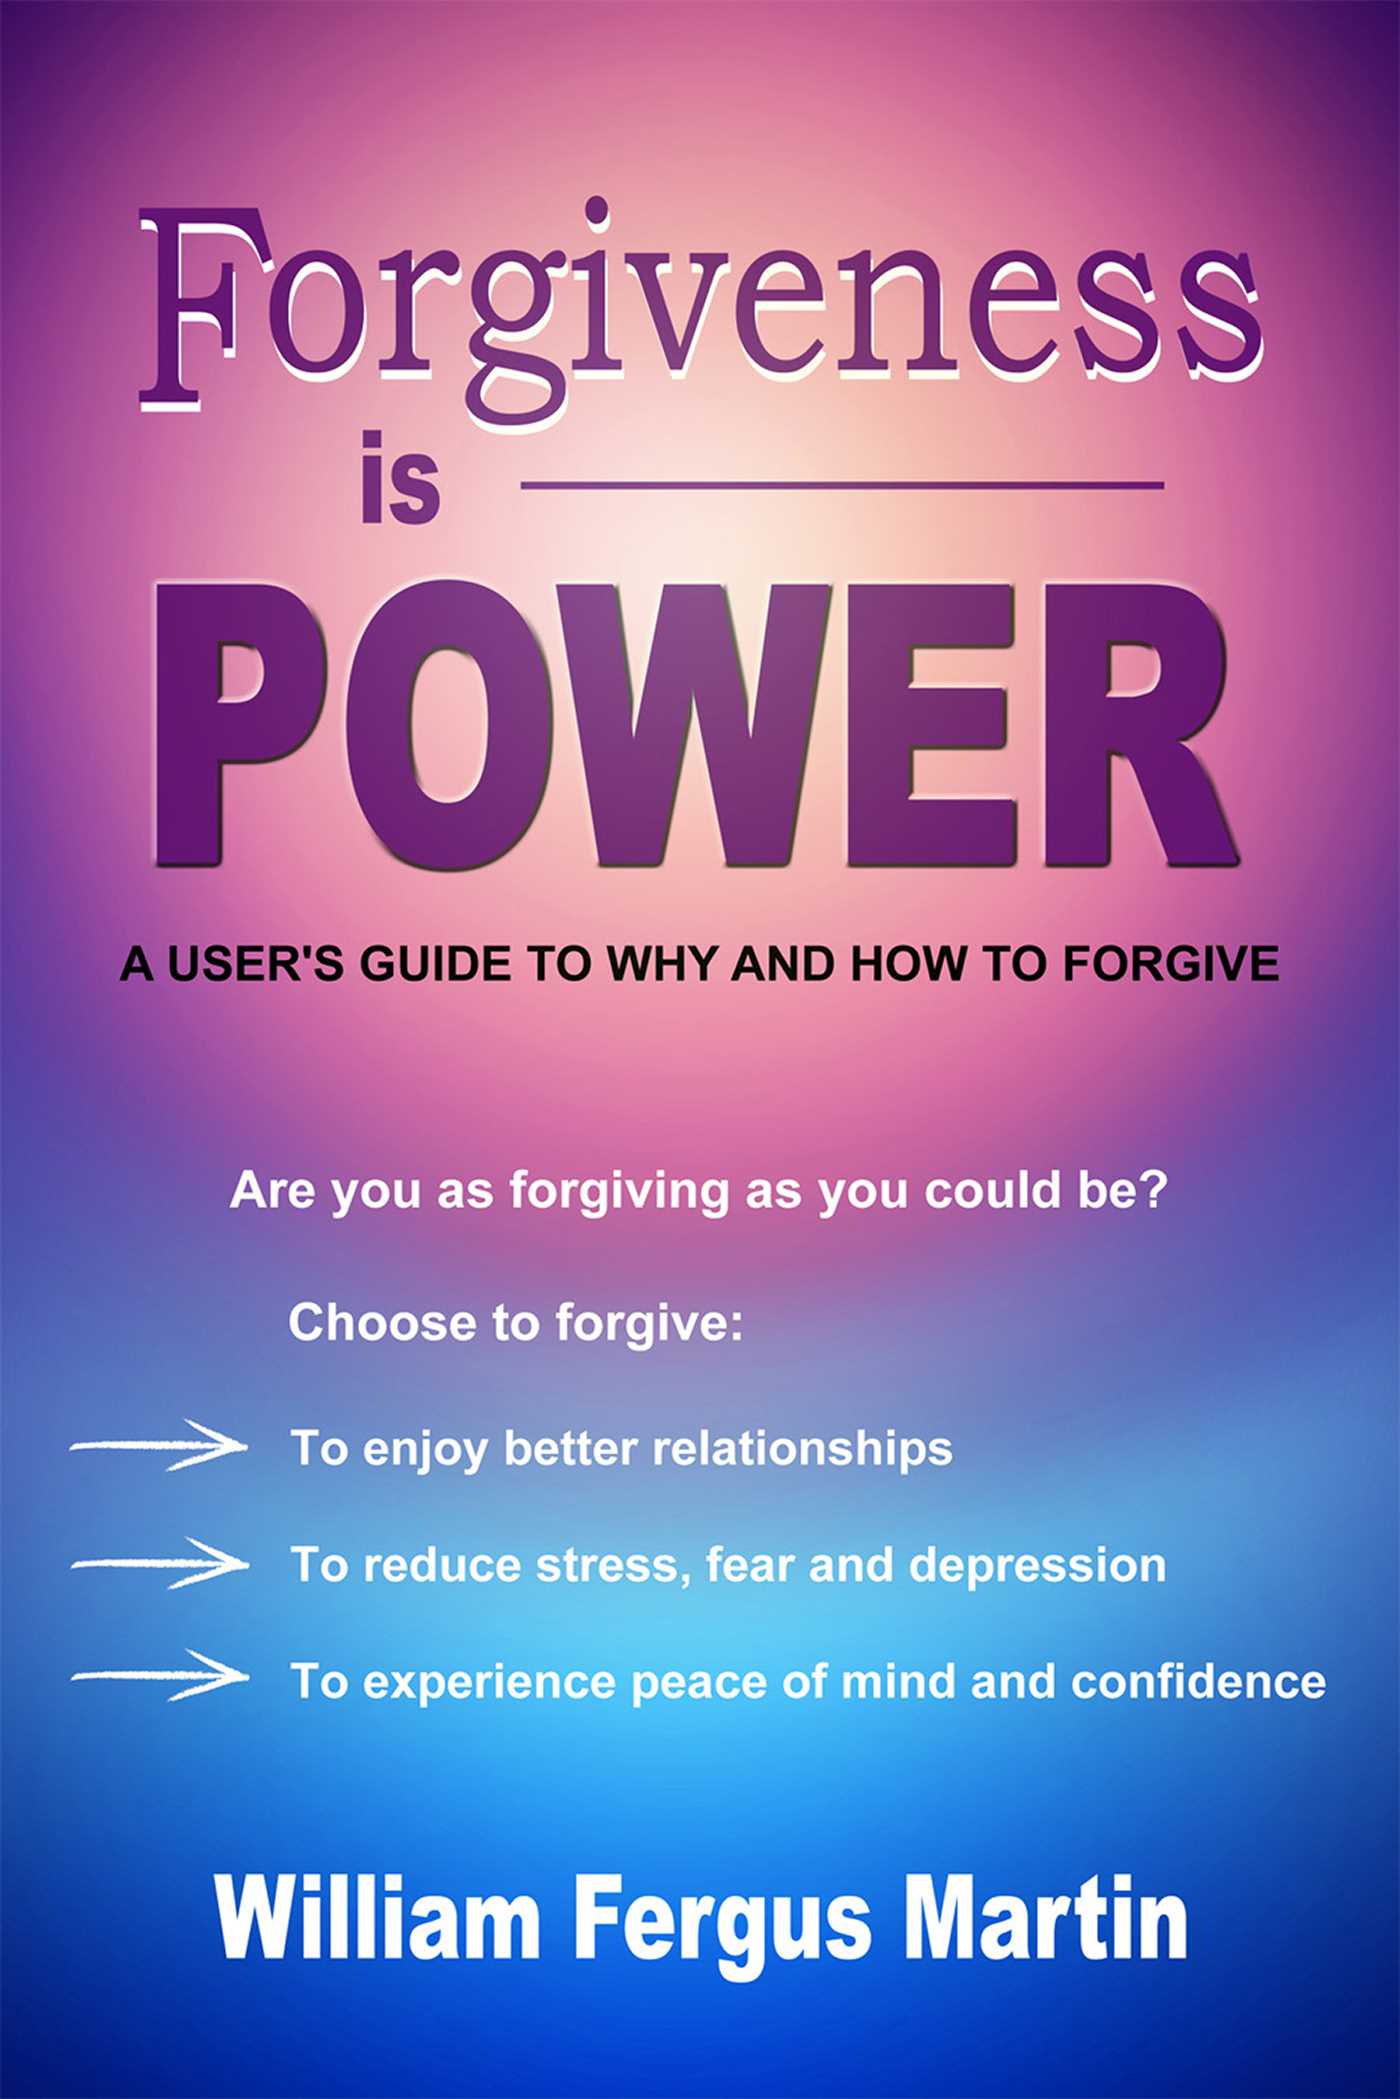 Forgiveness
is
POWER
A USER'S GUIDE TO WHY AND HOW TO FORGIVE
Are you as forgiving as you could be?
Choose to forgive:
To enjoy better relationships
To reduce stress, fear and depression
To experience peace of mind and confidence
William Fergus Martin